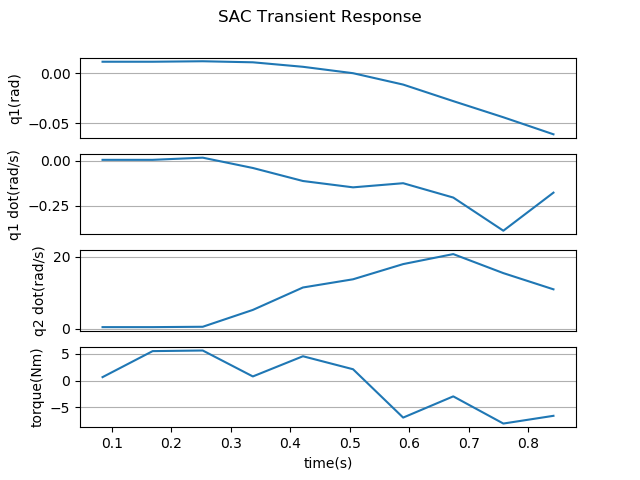 SAC Transient Response
q1(rad)
0.00
−0.05
q1 dot(rad/s)
0.00
−0.25
q2 dot(rad/s)
20
0
torque(Nm)
5
0
−5
0.1 0.2 0.3 0.4 0.5 0.6 0.7 0.8
time(s)